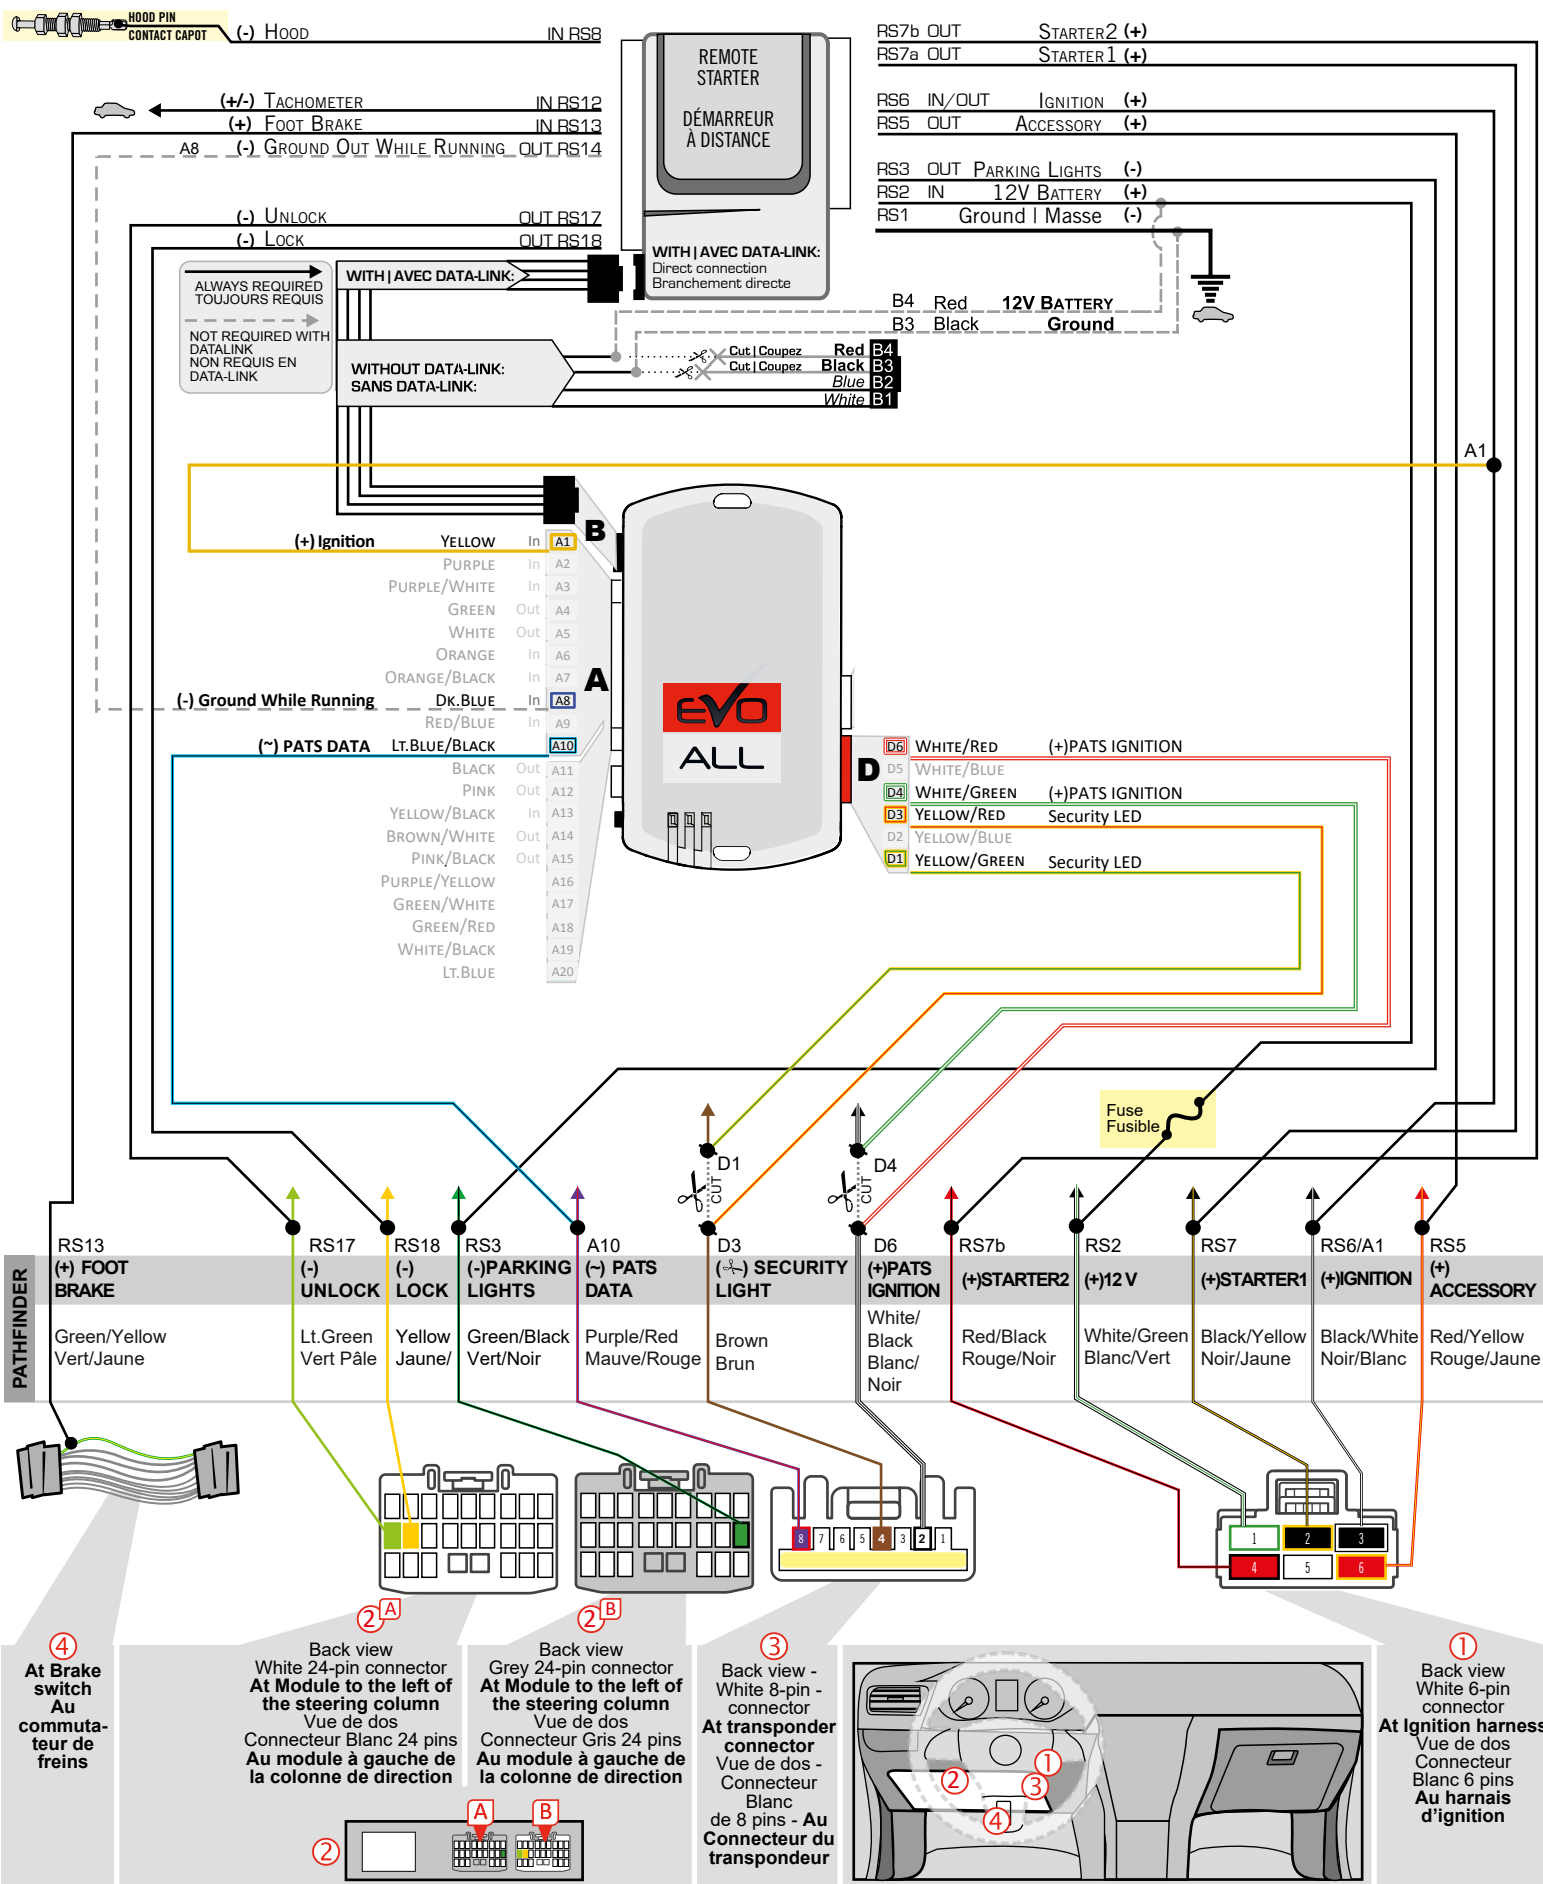 HOOD PIN
CONTACT CAPOT
(-) HOOD IN RS8
(+/-) TACHOMETER IN RS12
(+) FOOT BRAKE IN RS13
A8 (-) GROUND OUT WHILE RUNNING OUT RS14
(-) UNLOCK OUT RS17
(-) LOCK OUT RS18
REMOTE
STARTER
DÉMARREUR
À DISTANCE
WITH | AVEC DATA-LINK:
Direct connection
Branchement directe
RS7b OUT STARTER2 (+)
RS7a OUT STARTER1 (+)
RS6 IN/OUT IGNITION (+)
RS5 OUT ACCESSORY (+)
RS3 OUT PARKING LIGHTS (-)
RS2 IN 12V BATTERY (+)
RS1 Ground | Masse (-)
ALWAYS REQUIRED
TOUJOURS REQUIS
NOT REQUIRED WITH
DATALINK
NON REQUIS EN
DATA-LINK
WITH | AVEC DATA-LINK:
WITHOUT DATA-LINK:
SANS DATA-LINK:
B4 Red 12V BATTERY
B3 Black Ground
Cut | Coupez Red B4
Cut | Coupez Black B3
Blue B2
White B1
A1
B
(+) Ignition YELLOW In A1
PURPLE In A2
PURPLE/WHITE In A3
GREEN Out A4
WHITE Out A5
ORANGE In A6
ORANGE/BLACK In A7
(-) Ground While Running DK.BLUE In A8
RED/BLUE In A9
(~) PATS DATA LT.BLUE/BLACK A10
BLACK Out A11
PINK Out A12
YELLOW/BLACK In A13
BROWN/WHITE Out A14
PINK/BLACK Out A15
PURPLE/YELLOW A16
GREEN/WHITE A17
GREEN/RED A18
WHITE/BLACK A19
LT.BLUE A20
A
EVO
ALL
D
D6 WHITE/RED (+)PATS IGNITION
D5 WHITE/BLUE
D4 WHITE/GREEN (+)PATS IGNITION
D3 YELLOW/RED Security LED
D2 YELLOW/BLUE
D1 YELLOW/GREEN Security LED
Fuse
Fusible
D1
CUT
D4
CUT
PATHFINDER
RS13
(+) FOOT
BRAKE
Green/Yellow
Vert/Jaune
RS17
(-)
UNLOCK
Lt.Green
Vert Pâle
RS18
(-)
LOCK
Yellow
Jaune/
RS3
(-)PARKING
LIGHTS
Green/Black
Vert/Noir
A10
(~) PATS
DATA
Purple/Red
Mauve/Rouge
D3
( ) SECURITY
LIGHT
Brown
Brun
D6
(+)PATS
IGNITION
White/
Black
Blanc/
Noir
RS7b
(+)STARTER2
Red/Black
Rouge/Noir
RS2
(+)12 V
White/Green
Blanc/Vert
RS7
(+)STARTER1
Black/Yellow
Noir/Jaune
RS6/A1
(+)IGNITION
Black/White
Noir/Blanc
RS5
(+)
ACCESSORY
Red/Yellow
Rouge/Jaune
8 7 6 5 4 3 2 1
1 2 3
4 5 6
4
At Brake
switch
Au
commuta-
teur de
freins
2 A
Back view
White 24-pin connector
At Module to the left of
the steering column
Vue de dos
Connecteur Blanc 24 pins
Au module à gauche de
la colonne de direction
2 B
Back view
Grey 24-pin connector
At Module to the left of
the steering column
Vue de dos
Connecteur Gris 24 pins
Au module à gauche de
la colonne de direction
2
A B
3
Back view -
White 8-pin -
connector
At transponder
connector
Vue de dos -
Connecteur
Blanc
de 8 pins - Au
Connecteur du
transpondeur
1
2
3
4
1
Back view
White 6-pin
connector
At Ignition harness
Vue de dos
Connecteur
Blanc 6 pins
Au harnais
d'ignition